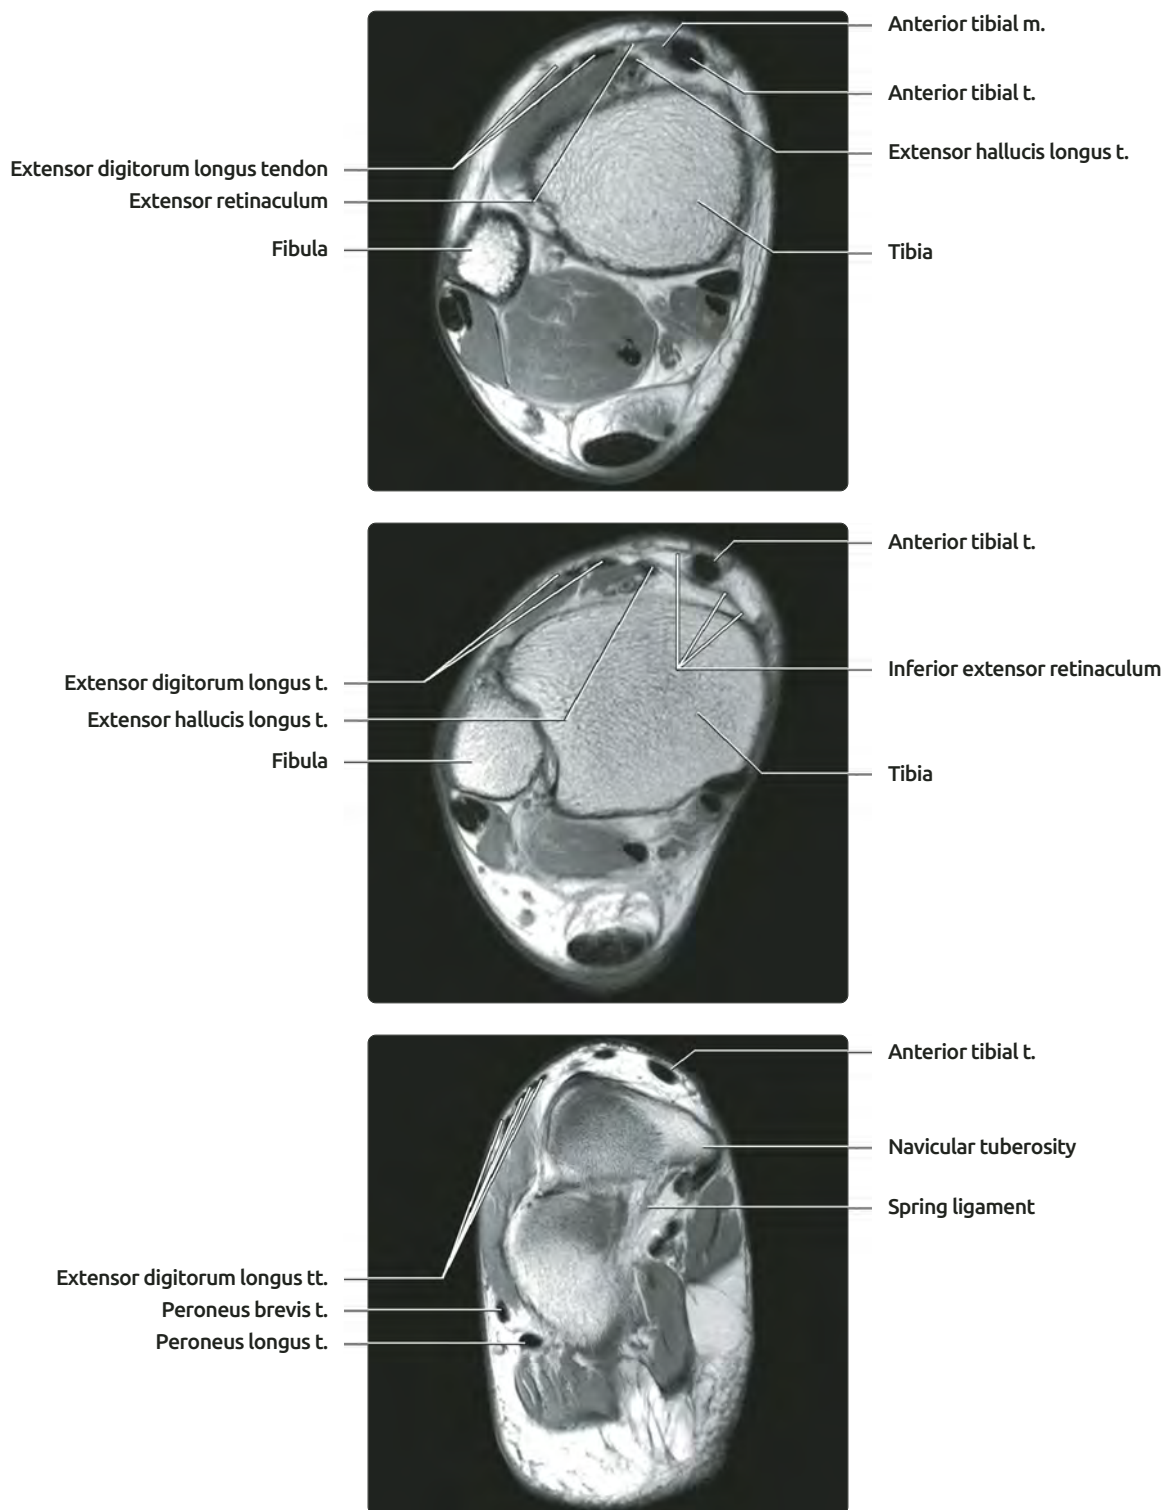 Anterior tibial m.
Anterior tibial t.
Extensor hallucis longus t.
Extensor digitorum longus tendon
Extensor retinaculum
Fibula
Tibia
Anterior tibial t.
Inferior extensor retinaculum
Extensor digitorum longus t.
Extensor hallucis longus t.
Fibula
Tibia
Anterior tibial t.
Navicular tuberosity
Spring ligament
Extensor digitorum longus tt.
Peroneus brevis t.
Peroneus longus t.